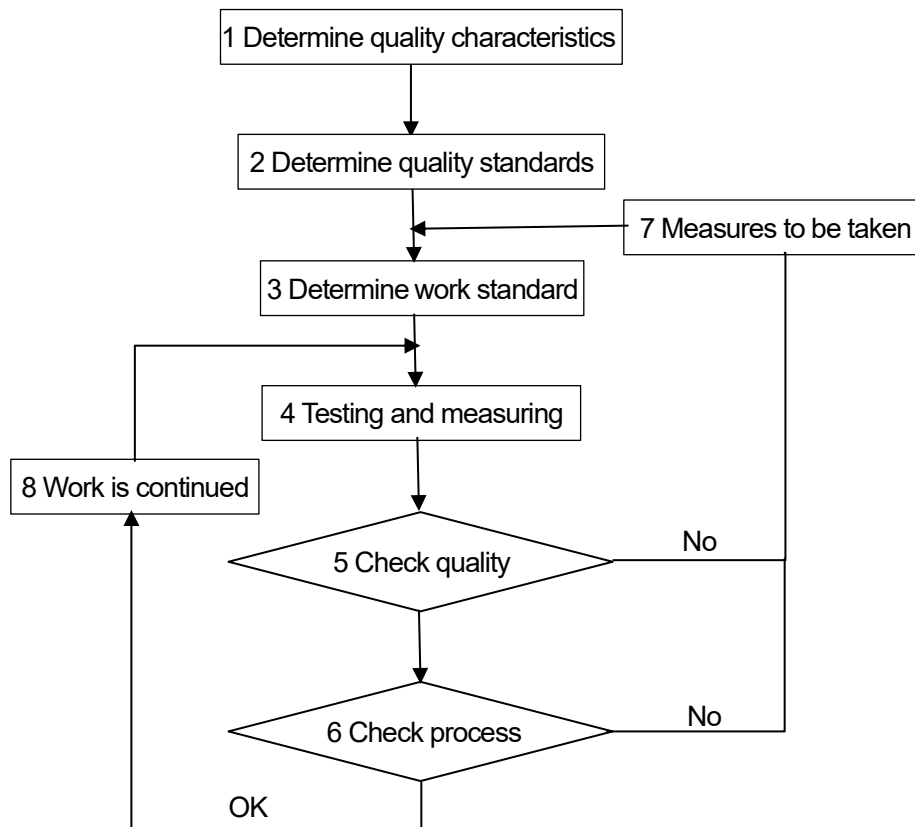 1 Determine quality characteristics
2 Determine quality standards
7 Measures to be taken
3 Determine work standard
4 Testing and measuring
8 Work is continued
No
5 Check quality
No
6 Check process
OK